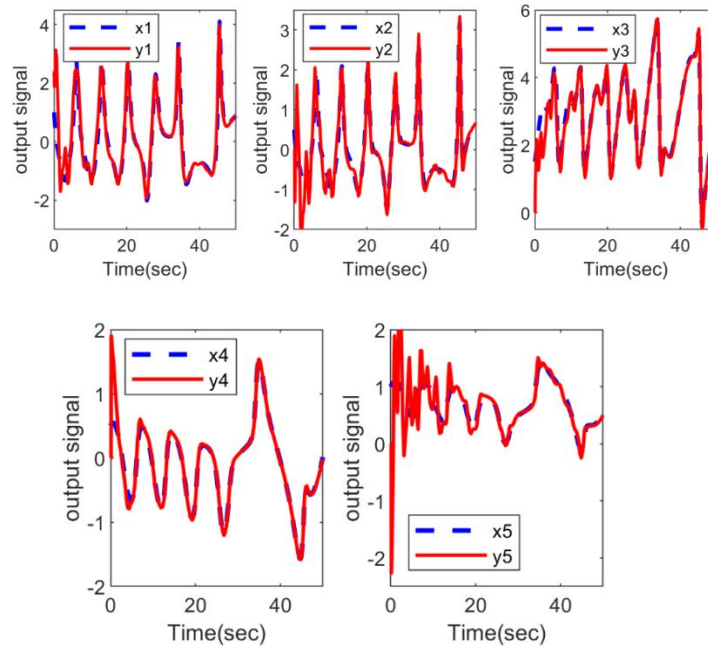 output signal
4
2
0
-2
x1
y1
0 20 40
Time(sec)
output signal
3
2
1
0
-1
-2
x2
y2
0 20 40
Time(sec)
output signal
6
4
2
0
x3
y3
0 20 40
Time(sec)
output signal
2
1
0
-1
-2
x4
y4
0 20 40
Time(sec)
output signal
2
1
0
-1
-2
x5
y5
0 20 40
Time(sec)